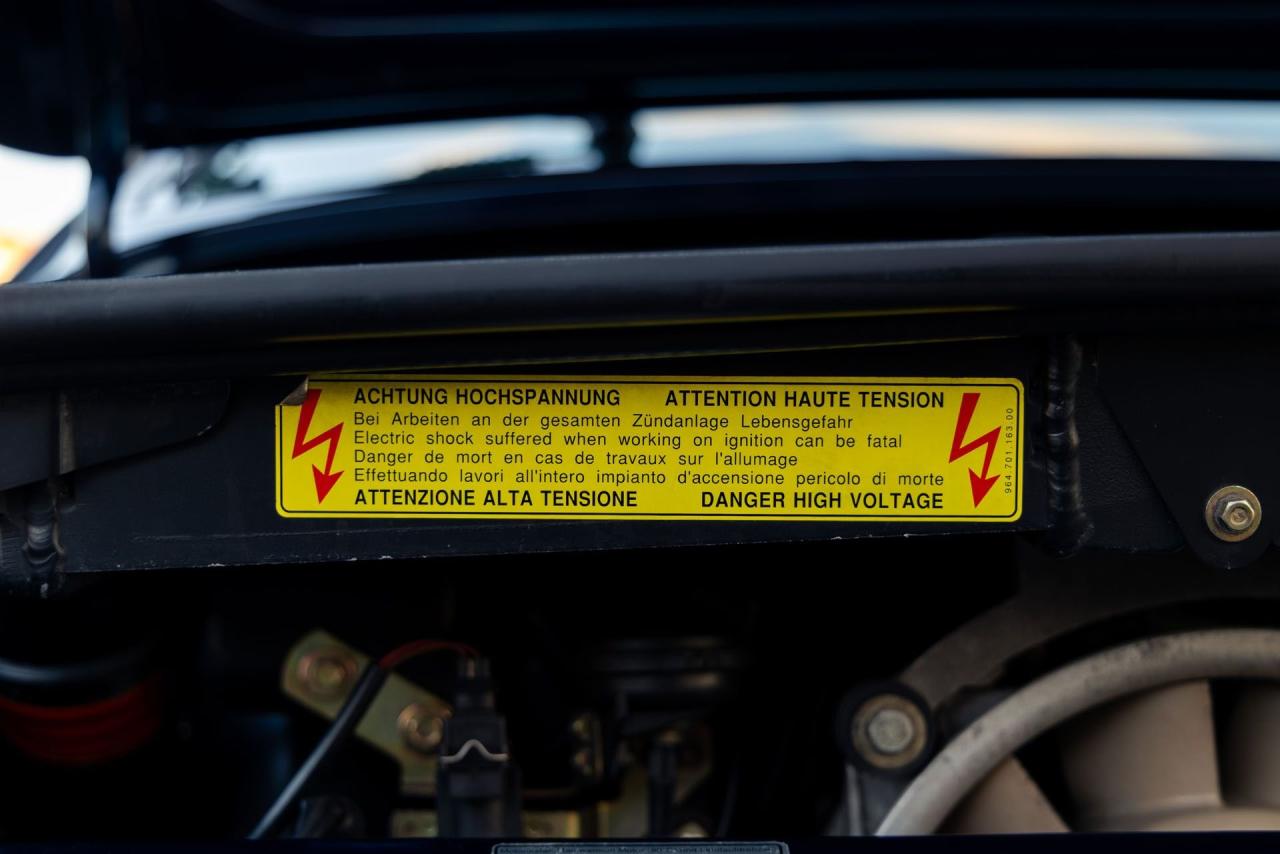 ACHTUNG HOCHSPANNUNG ATTENTION HAUTE TENSION
Bei Arbeiten an der gesamten Zündanlage Lebensgefahr
Electric shock suffered when working on ignition can be fatal
Danger de mort en cas de travaux sur l'allumage
Effettuando lavori all'intero impianto d'accensione pericolo di morte
ATTENZIONE ALTA TENSIONE DANGER HIGH VOLTAGE
964.701.163.00